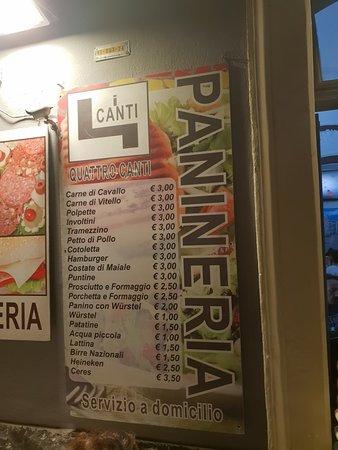 i
CANTI
4
QUATTRO CANTI
PANINERIA
Carne di Cavallo € 3,00
Carne di Vitello € 3,00
Polpette € 3,00
Involtini € 3,00
Tramezzino € 3,00
Petto di Pollo € 3,00
Cotoletta € 3,00
Hamburger € 3,00
Costate di Maiale € 3,00
Puntine € 3,00
Prosciutto e Formaggio € 2,50
Porchetta e Formaggio € 2,50
Panino con Würstel € 2,00
Würstel € 1,00
Patatine € 1,50
Acqua piccola € 1,00
Lattina € 1,50
Birre Nazionali € 1,50
Heineken € 2,50
Ceres € 3,50
Servizio a domicilio
ERIA